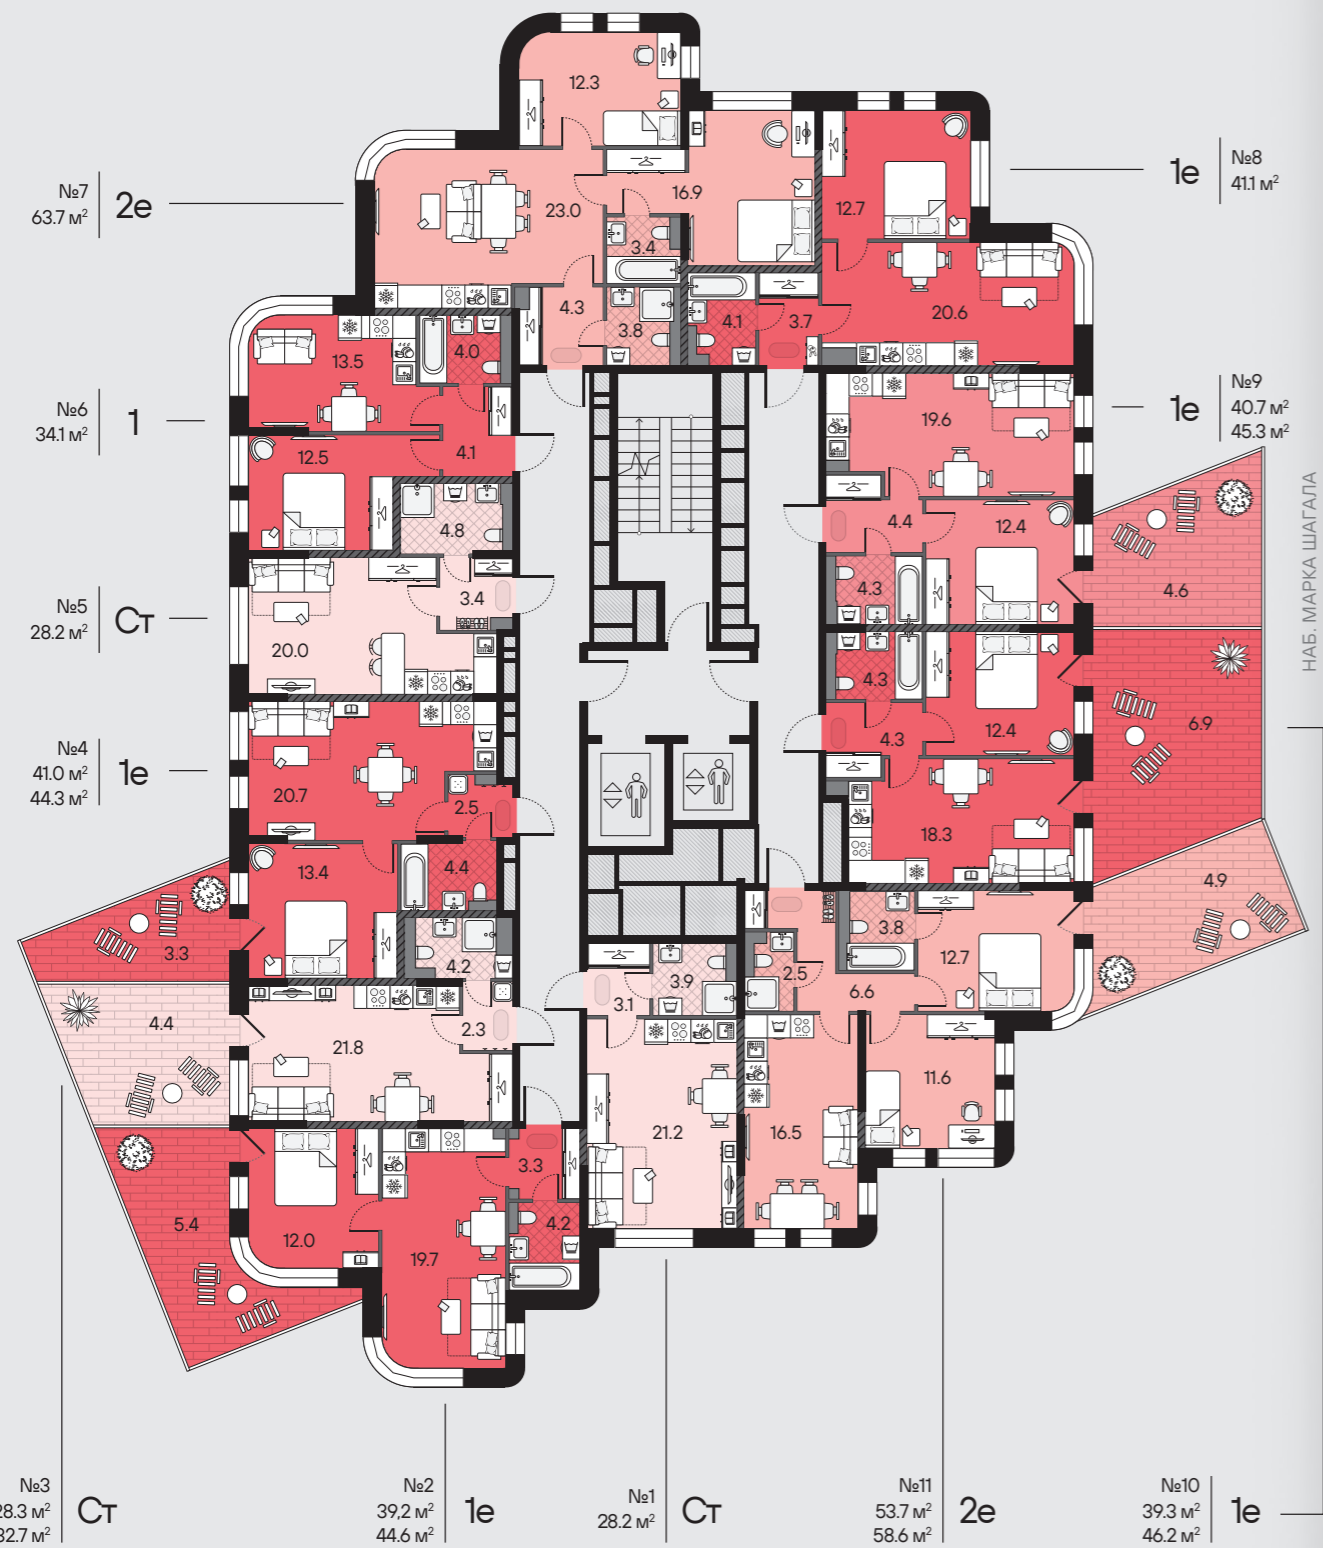 12.3
№7
63.7 м²
2е
23.0
16.9
3.4
12.7
1е
№8
41.1 м²
4.3
3.8
4.1
3.7
20.6
13.5
4.0
№6
34.1 м²
1
12.5
4.1
4.8
19.6
1е
№9
40.7 м²
45.3 м²
4.4
12.4
4.3
4.6
НАБ. МАРКА ШАГАЛА
№5
28.2 м²
Ст
3.4
20.0
4.3
12.4
4.3
6.9
№4
41.0 м²
44.3 м²
1е
20.7
2.5
18.3
13.4
4.4
4.9
3.3
4.2
3.8
12.7
4.4
21.8
2.3
3.1
3.9
2.5
6.6
11.6
21.2
16.5
3.3
5.4
12.0
19.7
4.2
№3
28.3 м²
32.7 м²
Ст
№2
39,2 м²
44.6 м²
1е
№1
28.2 м²
Ст
№11
53.7 м²
58.6 м²
2е
№10
39.3 м²
46.2 м²
1е